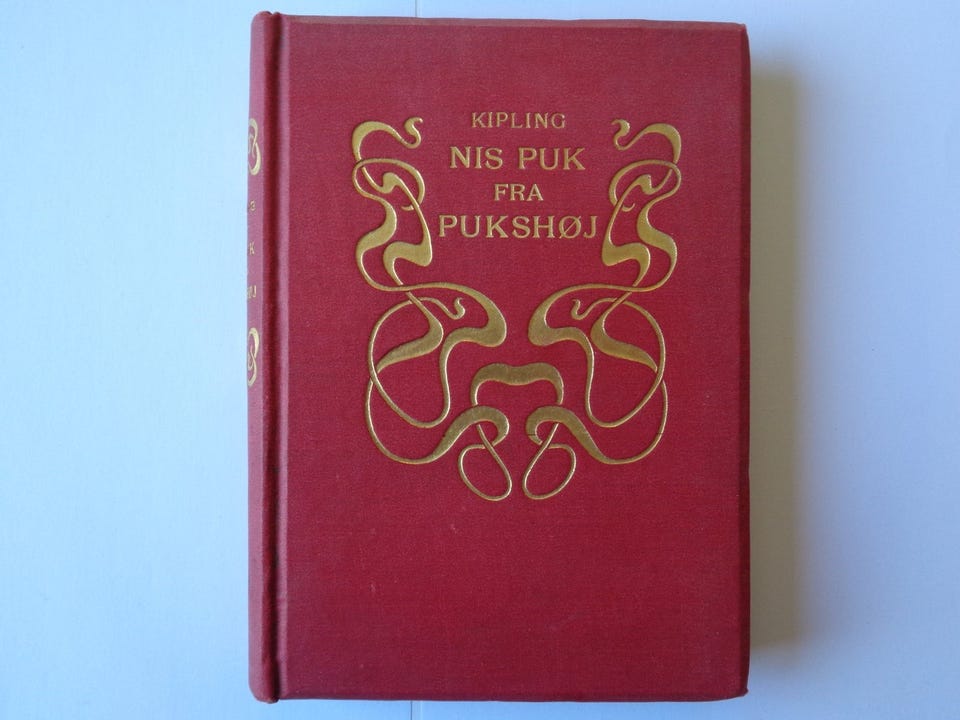 KIPLING
NIS PUK
FRA
PUKSHØJ